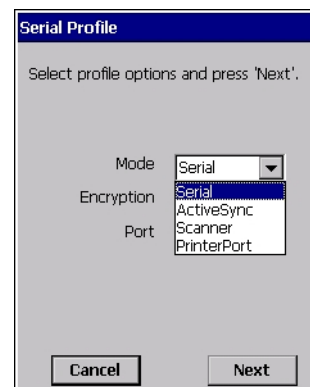 Serial Profile
Select profile options and press 'Next'.
Mode Serial
Serial
Encryption
ActiveSync
Port Scanner
PrinterPort
Cancel Next